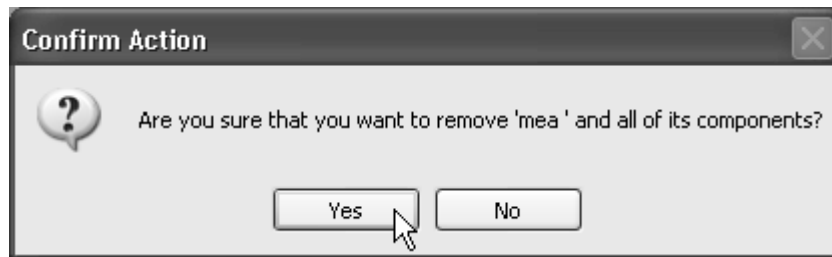 Confirm Action
Are you sure that you want to remove 'mea ' and all of its components?
Yes
No